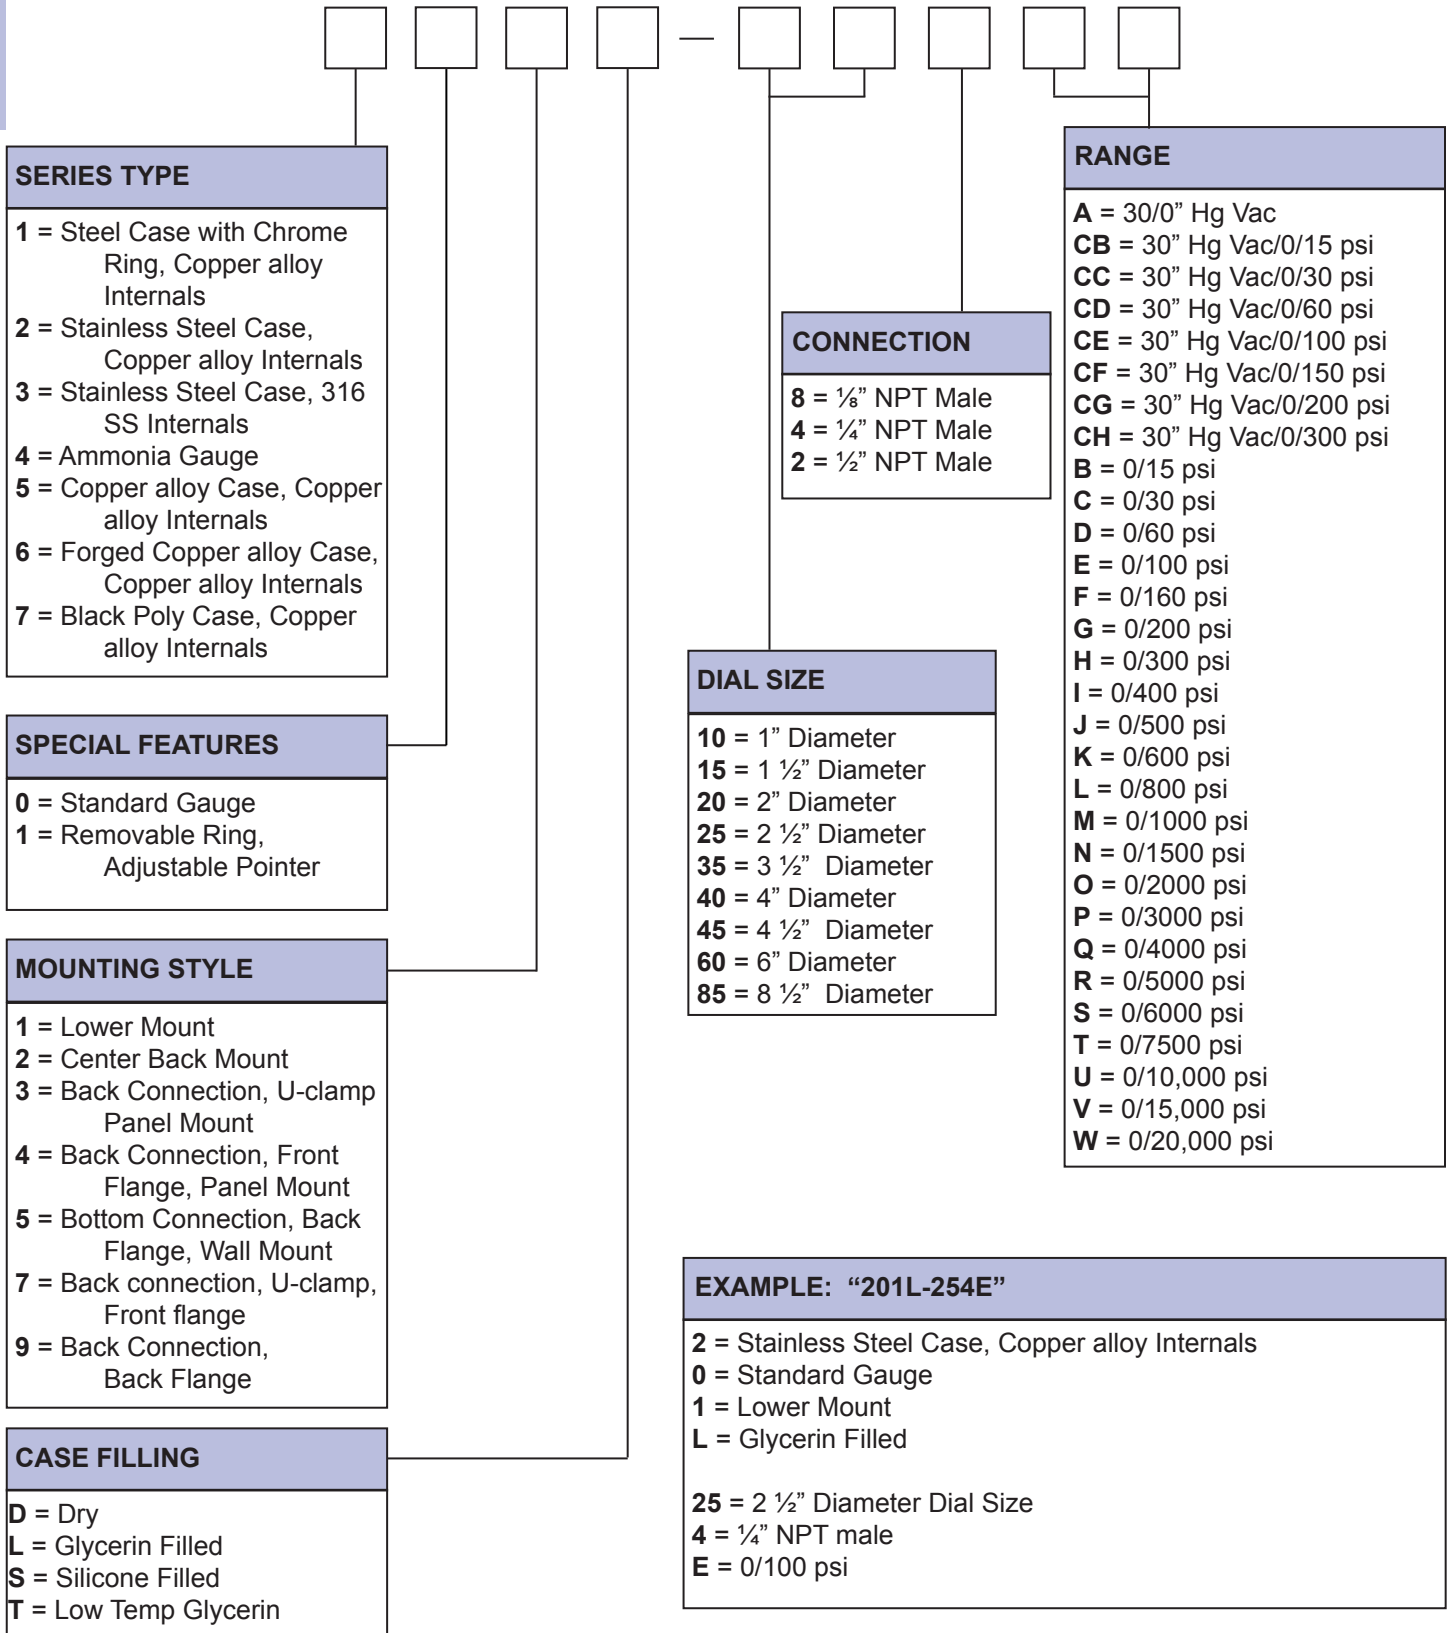 SERIES TYPE
1 = Steel Case with Chrome
Ring, Copper alloy
Internals
2 = Stainless Steel Case,
Copper alloy Internals
3 = Stainless Steel Case, 316
SS Internals
4 = Ammonia Gauge
5 = Copper alloy Case, Copper
alloy Internals
6 = Forged Copper alloy Case,
Copper alloy Internals
7 = Black Poly Case, Copper
alloy Internals
SPECIAL FEATURES
0 = Standard Gauge
1 = Removable Ring,
Adjustable Pointer
MOUNTING STYLE
1 = Lower Mount
2 = Center Back Mount
3 = Back Connection, U-clamp
Panel Mount
4 = Back Connection, Front
Flange, Panel Mount
5 = Bottom Connection, Back
Flange, Wall Mount
7 = Back connection, U-clamp,
Front flange
9 = Back Connection,
Back Flange
CASE FILLING
D = Dry
L = Glycerin Filled
S = Silicone Filled
T = Low Temp Glycerin
DIAL SIZE
10 = 1” Diameter
15 = 1 ½” Diameter
20 = 2” Diameter
25 = 2 ½” Diameter
35 = 3 ½” Diameter
40 = 4” Diameter
45 = 4 ½” Diameter
60 = 6” Diameter
85 = 8 ½” Diameter
CONNECTION
8 = ⅛” NPT Male
4 = ¼” NPT Male
2 = ½” NPT Male
RANGE
A = 30/0” Hg Vac
CB = 30” Hg Vac/0/15 psi
CC = 30” Hg Vac/0/30 psi
CD = 30” Hg Vac/0/60 psi
CE = 30” Hg Vac/0/100 psi
CF = 30” Hg Vac/0/150 psi
CG = 30” Hg Vac/0/200 psi
CH = 30” Hg Vac/0/300 psi
B = 0/15 psi
C = 0/30 psi
D = 0/60 psi
E = 0/100 psi
F = 0/160 psi
G = 0/200 psi
H = 0/300 psi
I = 0/400 psi
J = 0/500 psi
K = 0/600 psi
L = 0/800 psi
M = 0/1000 psi
N = 0/1500 psi
O = 0/2000 psi
P = 0/3000 psi
Q = 0/4000 psi
R = 0/5000 psi
S = 0/6000 psi
T = 0/7500 psi
U = 0/10,000 psi
V = 0/15,000 psi
W = 0/20,000 psi
EXAMPLE: “201L-254E”
2 = Stainless Steel Case, Copper alloy Internals
0 = Standard Gauge
1 = Lower Mount
L = Glycerin Filled
25 = 2 ½” Diameter Dial Size
4 = ¼” NPT male
E = 0/100 psi